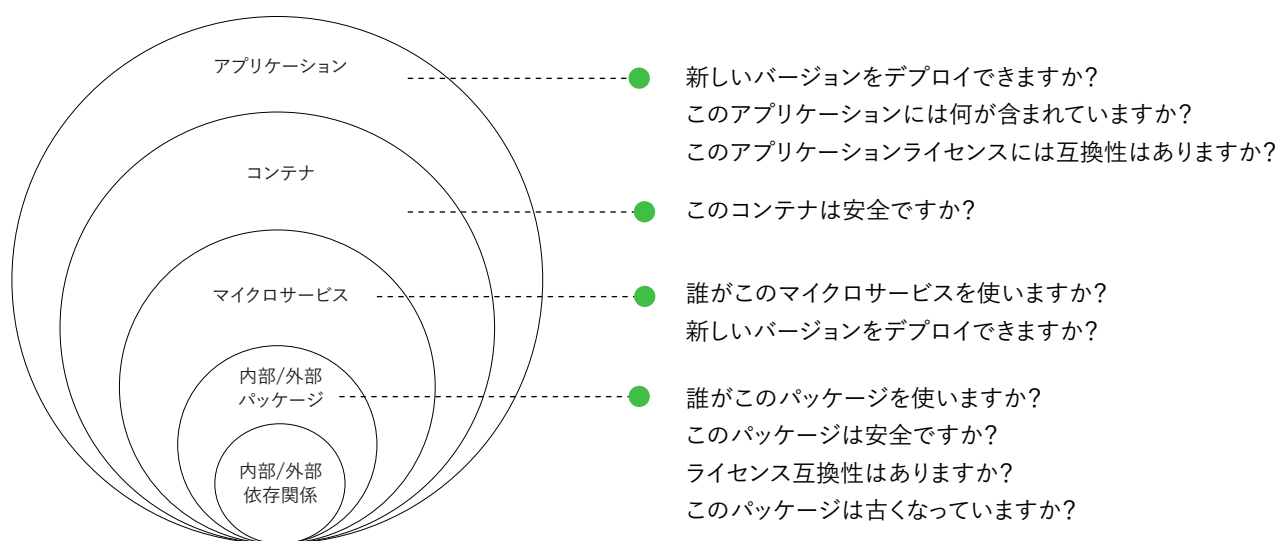 アプリケーション
新しいバージョンをデプロイできますか?
このアプリケーションには何が含まれていますか?
このアプリケーションライセンスには互換性はありますか?
コンテナ
このコンテナは安全ですか?
マイクロサービス
誰がこのマイクロサービスを使いますか?
新しいバージョンをデプロイできますか?
内部/外部
パッケージ
誰がこのパッケージを使いますか?
このパッケージは安全ですか?
ライセンス互換性はありますか?
このパッケージは古くなっていますか?
内部/外部
依存関係